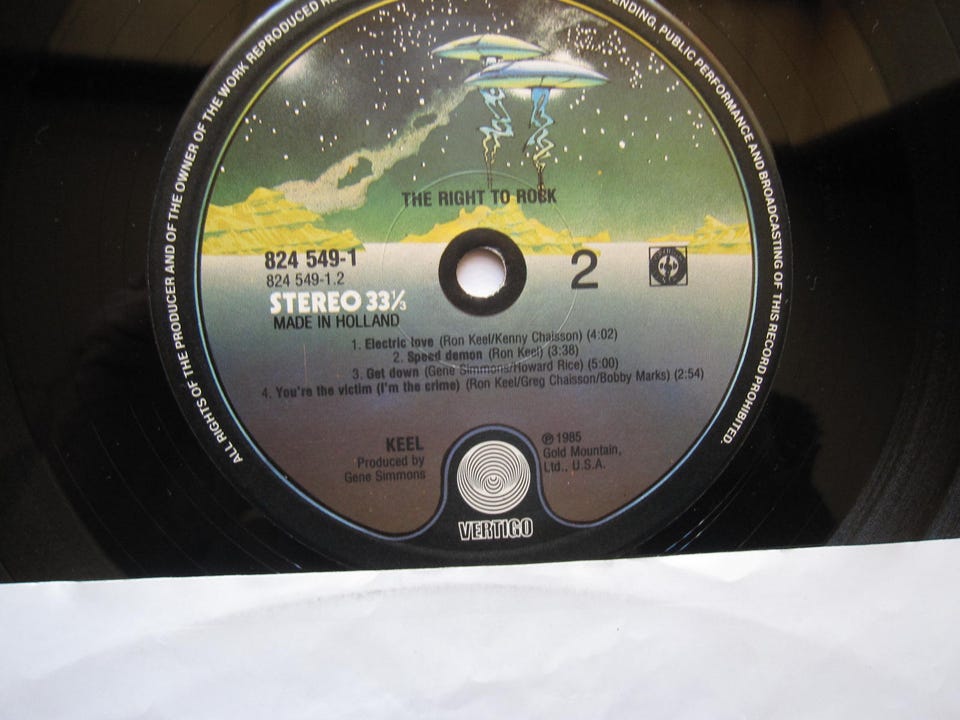 ALL RIGHTS OF THE PRODUCER AND OF THE OWNER OF THE WORK REPRODUCED
LENDING, PUBLIC PERFORMANCE AND BROADCASTING OF THIS RECORD PROHIBITED.
THE RIGHT TO ROCK
824 549-1
824 549-1.2
2
STEREO 33⅓
MADE IN HOLLAND
1. Electric love (Ron Keel/Kenny Chaisson) (4:02)
2. Speed demon (Ron Keel) (3:38)
3. Get down (Gene Simmons/Howard Rice) (5:00)
4. You're the victim (I'm the crime) (Ron Keel/Greg Chaisson/Bobby Marks) (2:54)
KEEL
Produced by
Gene Simmons
℗ 1985
Gold Mountain,
Ltd., U.S.A.
VERTIGO